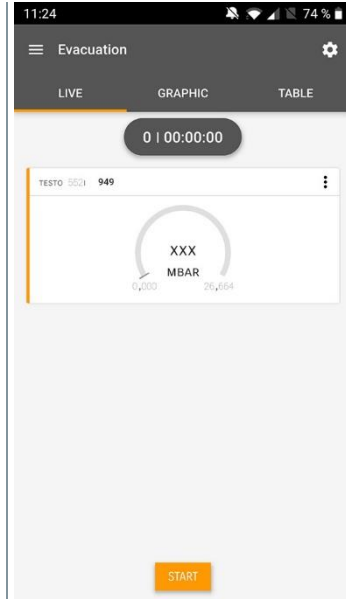 11:24 74 %
Evacuation
LIVE GRAPHIC TABLE
0 | 00:00:00
TESTO 552I 949
XXX
MBAR
0,000 26,664
START